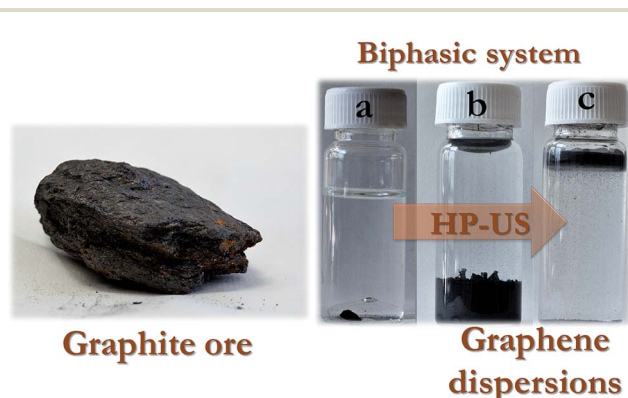 Biphasic system
a
b
c
HP-US
Graphite ore
Graphene
dispersions